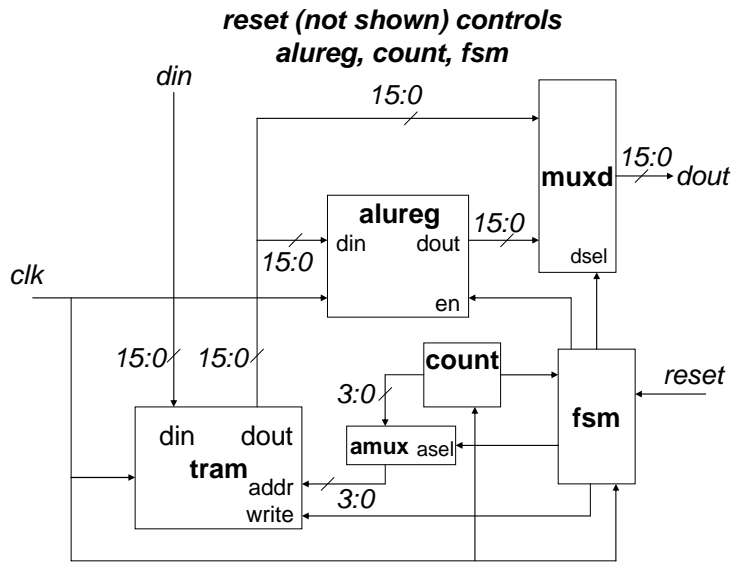 reset (not shown) controls
alureg, count, fsm
din
15:0
15:0
muxd
dout
alureg
15:0
din
dout
15:0
dsel
clk
en
15:0
15:0
count
reset
3:0
fsm
din
dout
amux
asel
tram
addr
3:0
write